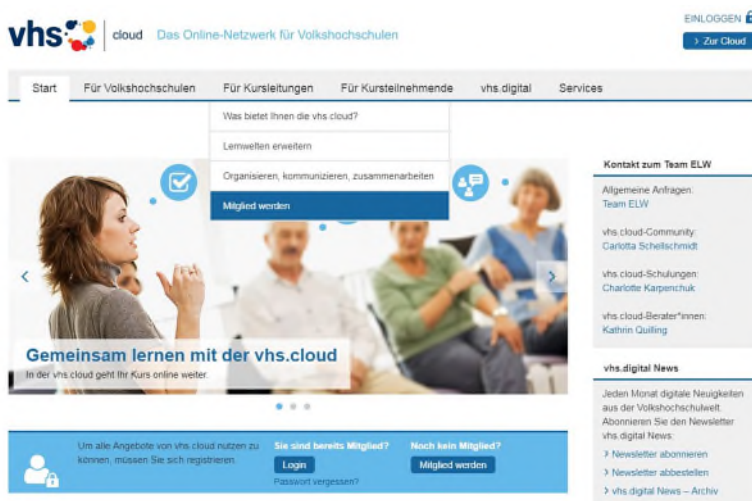 vhs
cloud
Das Online-Netzwerk für Volkshochschulen
EINLOGGEN
> Zur Cloud
Start
Für Volkshochschulen
Für Kursleitungen
Für Kursteilnehmende
vhs.digital
Services
Was bietet Ihnen die vhs cloud?
Lernwelten erweitern
Organisieren, kommunizieren, zusammenarbeiten
Mitglied werden
Gemeinsam lernen mit der vhs.cloud
In der vhs.cloud geht Ihr Kurs online weiter.
Um alle Angebote von vhs cloud nutzen zu
können, müssen Sie sich registrieren.
Sie sind bereits Mitglied?
Login
Passwort vergessen?
Noch kein Mitglied?
Mitglied werden
Kontakt zum Team ELW
Allgemeine Anfragen:
Team ELW
vhs.cloud-Community:
Carlotta Schellschmidt
vhs.cloud-Schulungen:
Charlotte Karpenchuk
vhs.cloud-Berater*innen:
Kathrin Quilling
vhs.digital News
Jeden Monat digitale Neuigkeiten
aus der Volkshochschulwelt.
Abonnieren Sie den Newsletter
vhs.digital News:
> Newsletter abonnieren
> Newsletter abbestellen
> vhs.digital News – Archiv